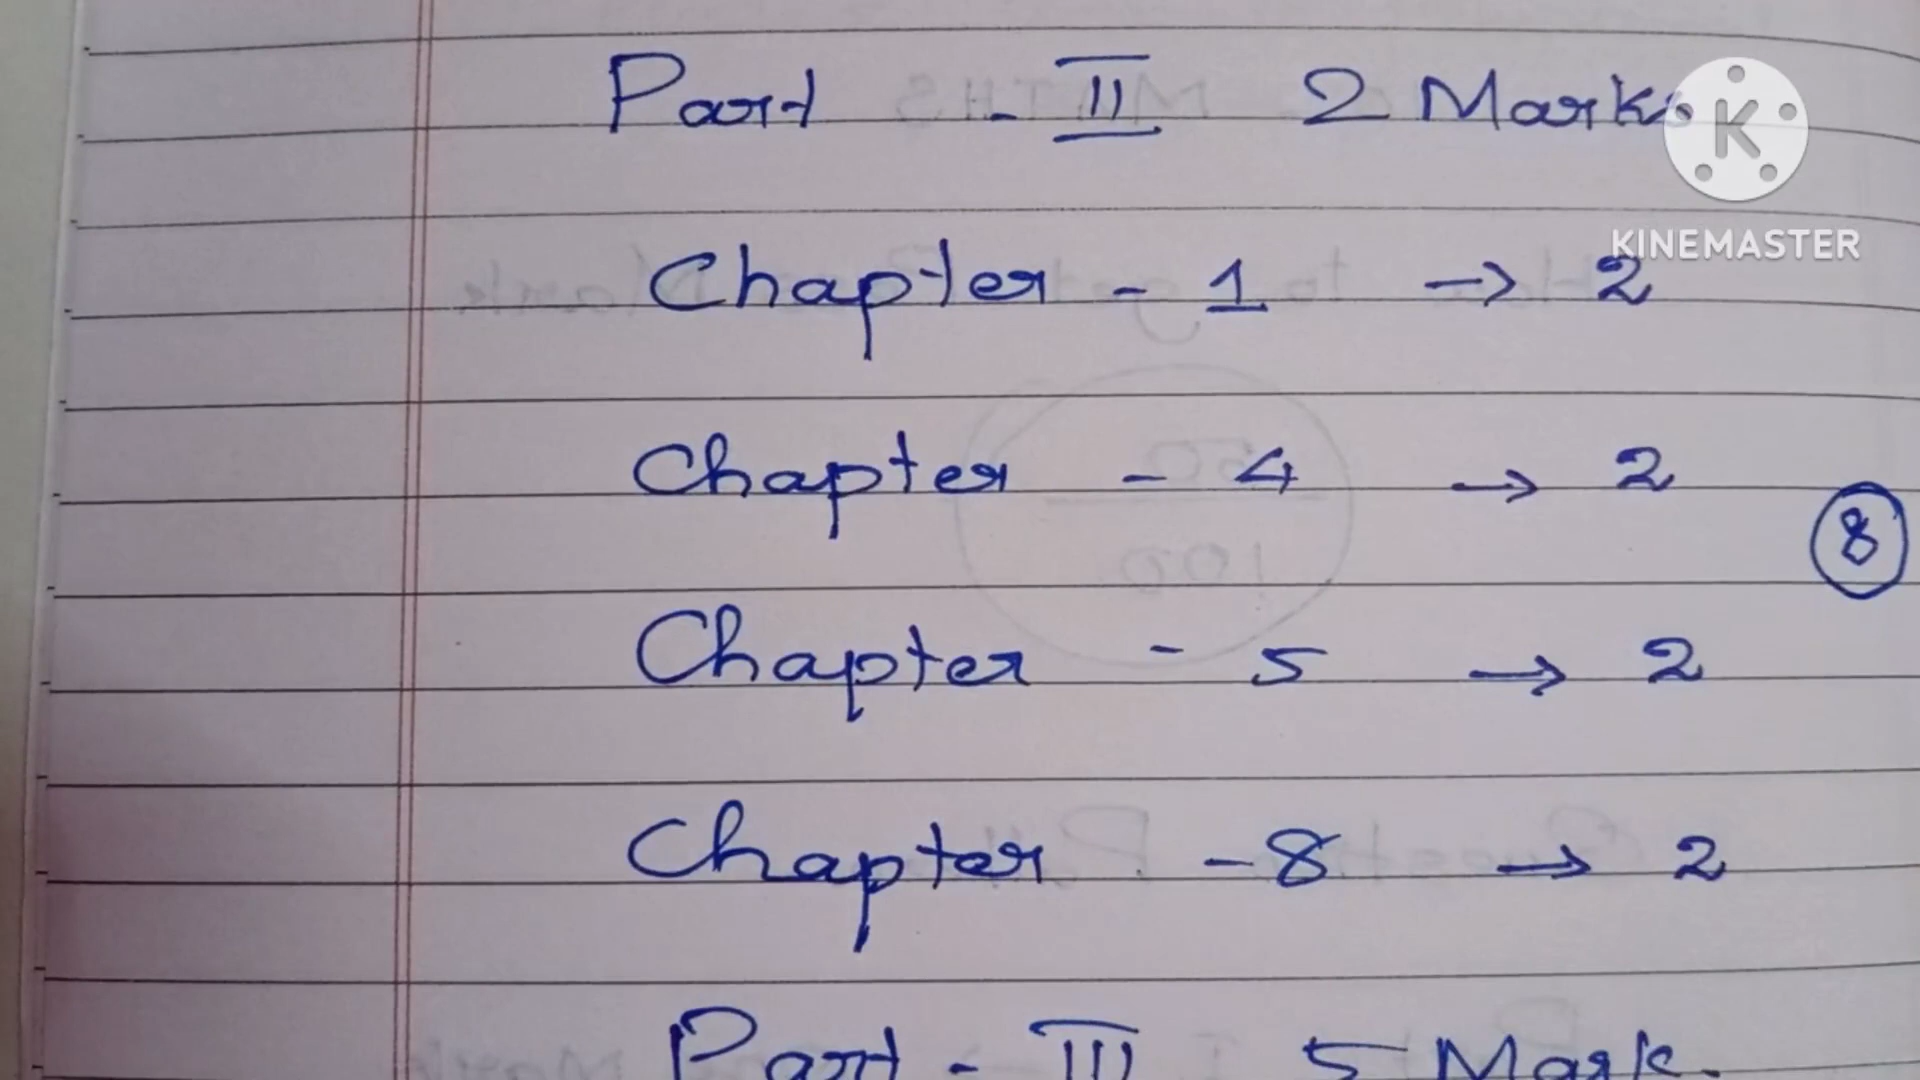 Part - II 2 Marks
KINEMASTER
Chapter - 1 → 2
Chapter - 4 → 2
8
Chapter - 5 → 2
Chapter - 8 → 2
Part - III 5 Mark.